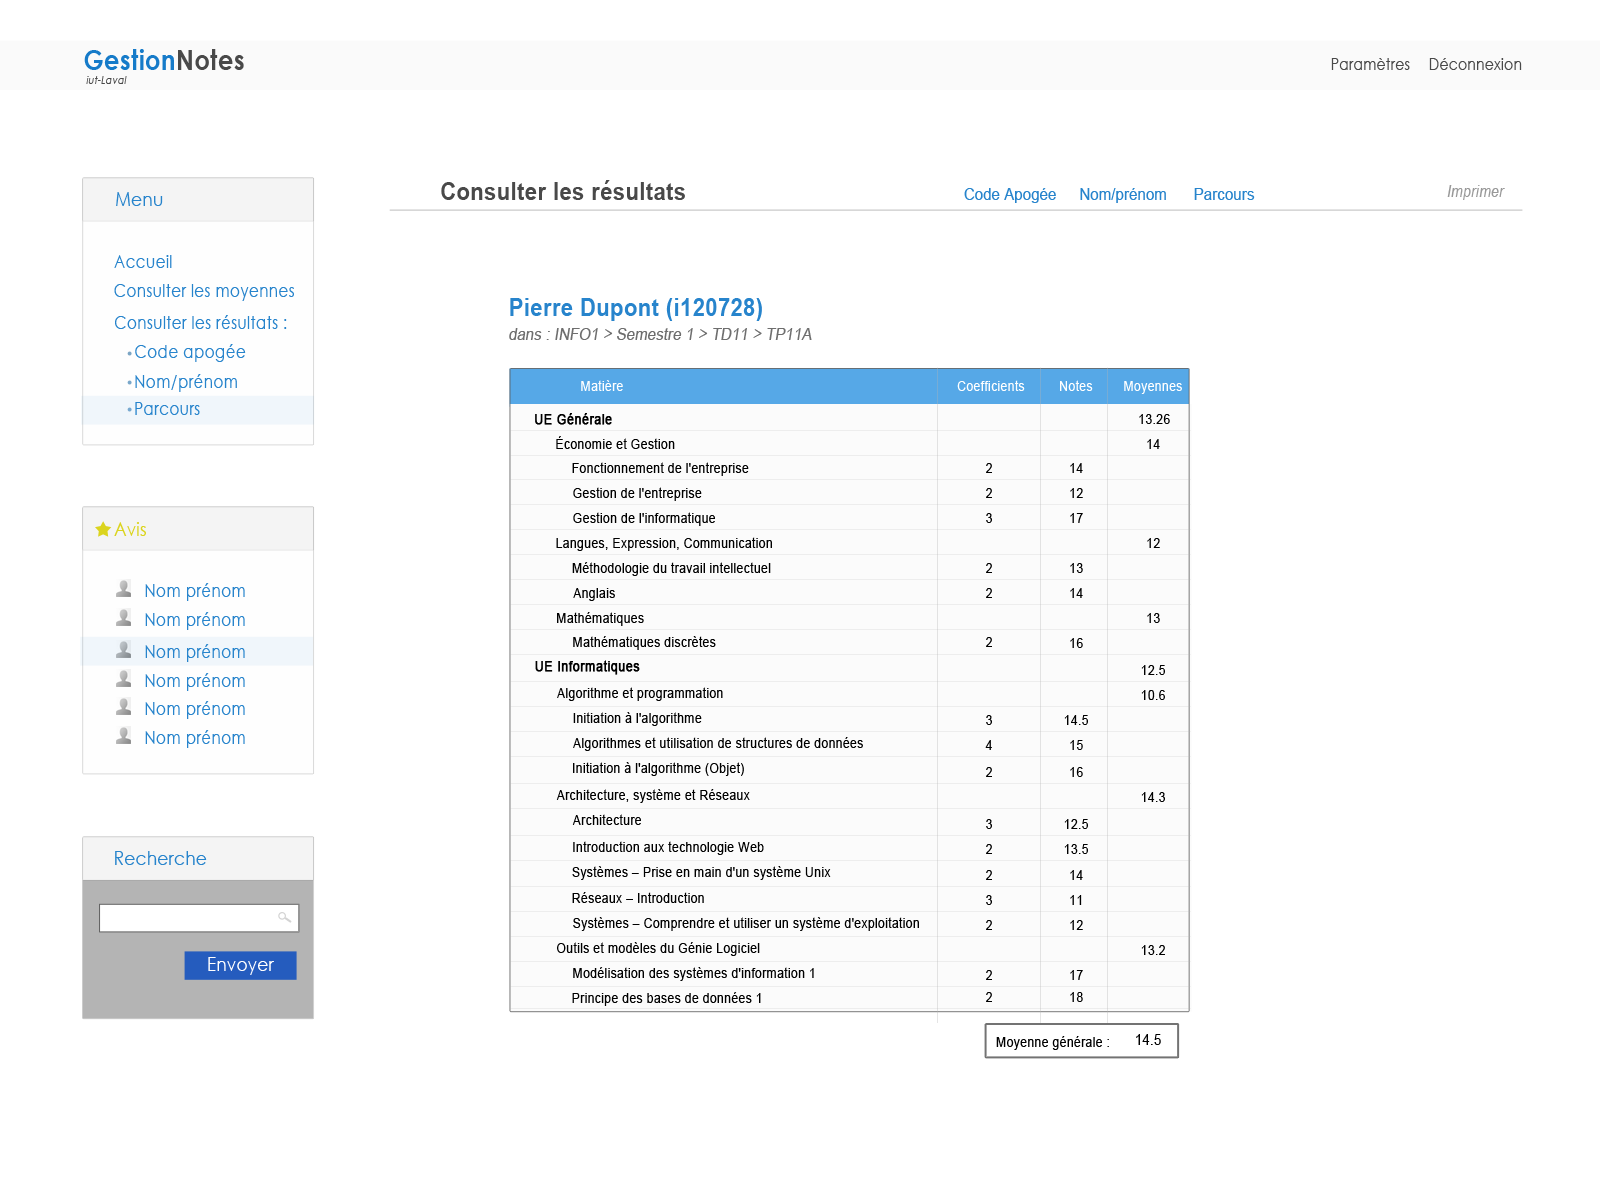 GestionNotes
iut-Laval
Paramètres Déconnexion
Menu
Accueil
Consulter les moyennes
Consulter les résultats :
• Code apogée
• Nom/prénom
• Parcours
Avis
Nom prénom
Nom prénom
Nom prénom
Nom prénom
Nom prénom
Nom prénom
Recherche
Envoyer
Consulter les résultats Code Apogée Nom/prénom Parcours Imprimer
Pierre Dupont (i120728)
dans : INFO1 > Semestre 1 > TD11 > TP11A
Matière Coefficients Notes Moyennes
UE Générale 13.26
Économie et Gestion 14
Fonctionnement de l'entreprise 2 14
Gestion de l'entreprise 2 12
Gestion de l'informatique 3 17
Langues, Expression, Communication 12
Méthodologie du travail intellectuel 2 13
Anglais 2 14
Mathématiques 13
Mathématiques discrètes 2 16
UE Informatiques 12.5
Algorithme et programmation 10.6
Initiation à l'algorithme 3 14.5
Algorithmes et utilisation de structures de données 4 15
Initiation à l'algorithme (Objet) 2 16
Architecture, système et Réseaux 14.3
Architecture 3 12.5
Introduction aux technologie Web 2 13.5
Systèmes – Prise en main d'un système Unix 2 14
Réseaux – Introduction 3 11
Systèmes – Comprendre et utiliser un système d'exploitation 2 12
Outils et modèles du Génie Logiciel 13.2
Modélisation des systèmes d'information 1 2 17
Principe des bases de données 1 2 18
Moyenne générale : 14.5